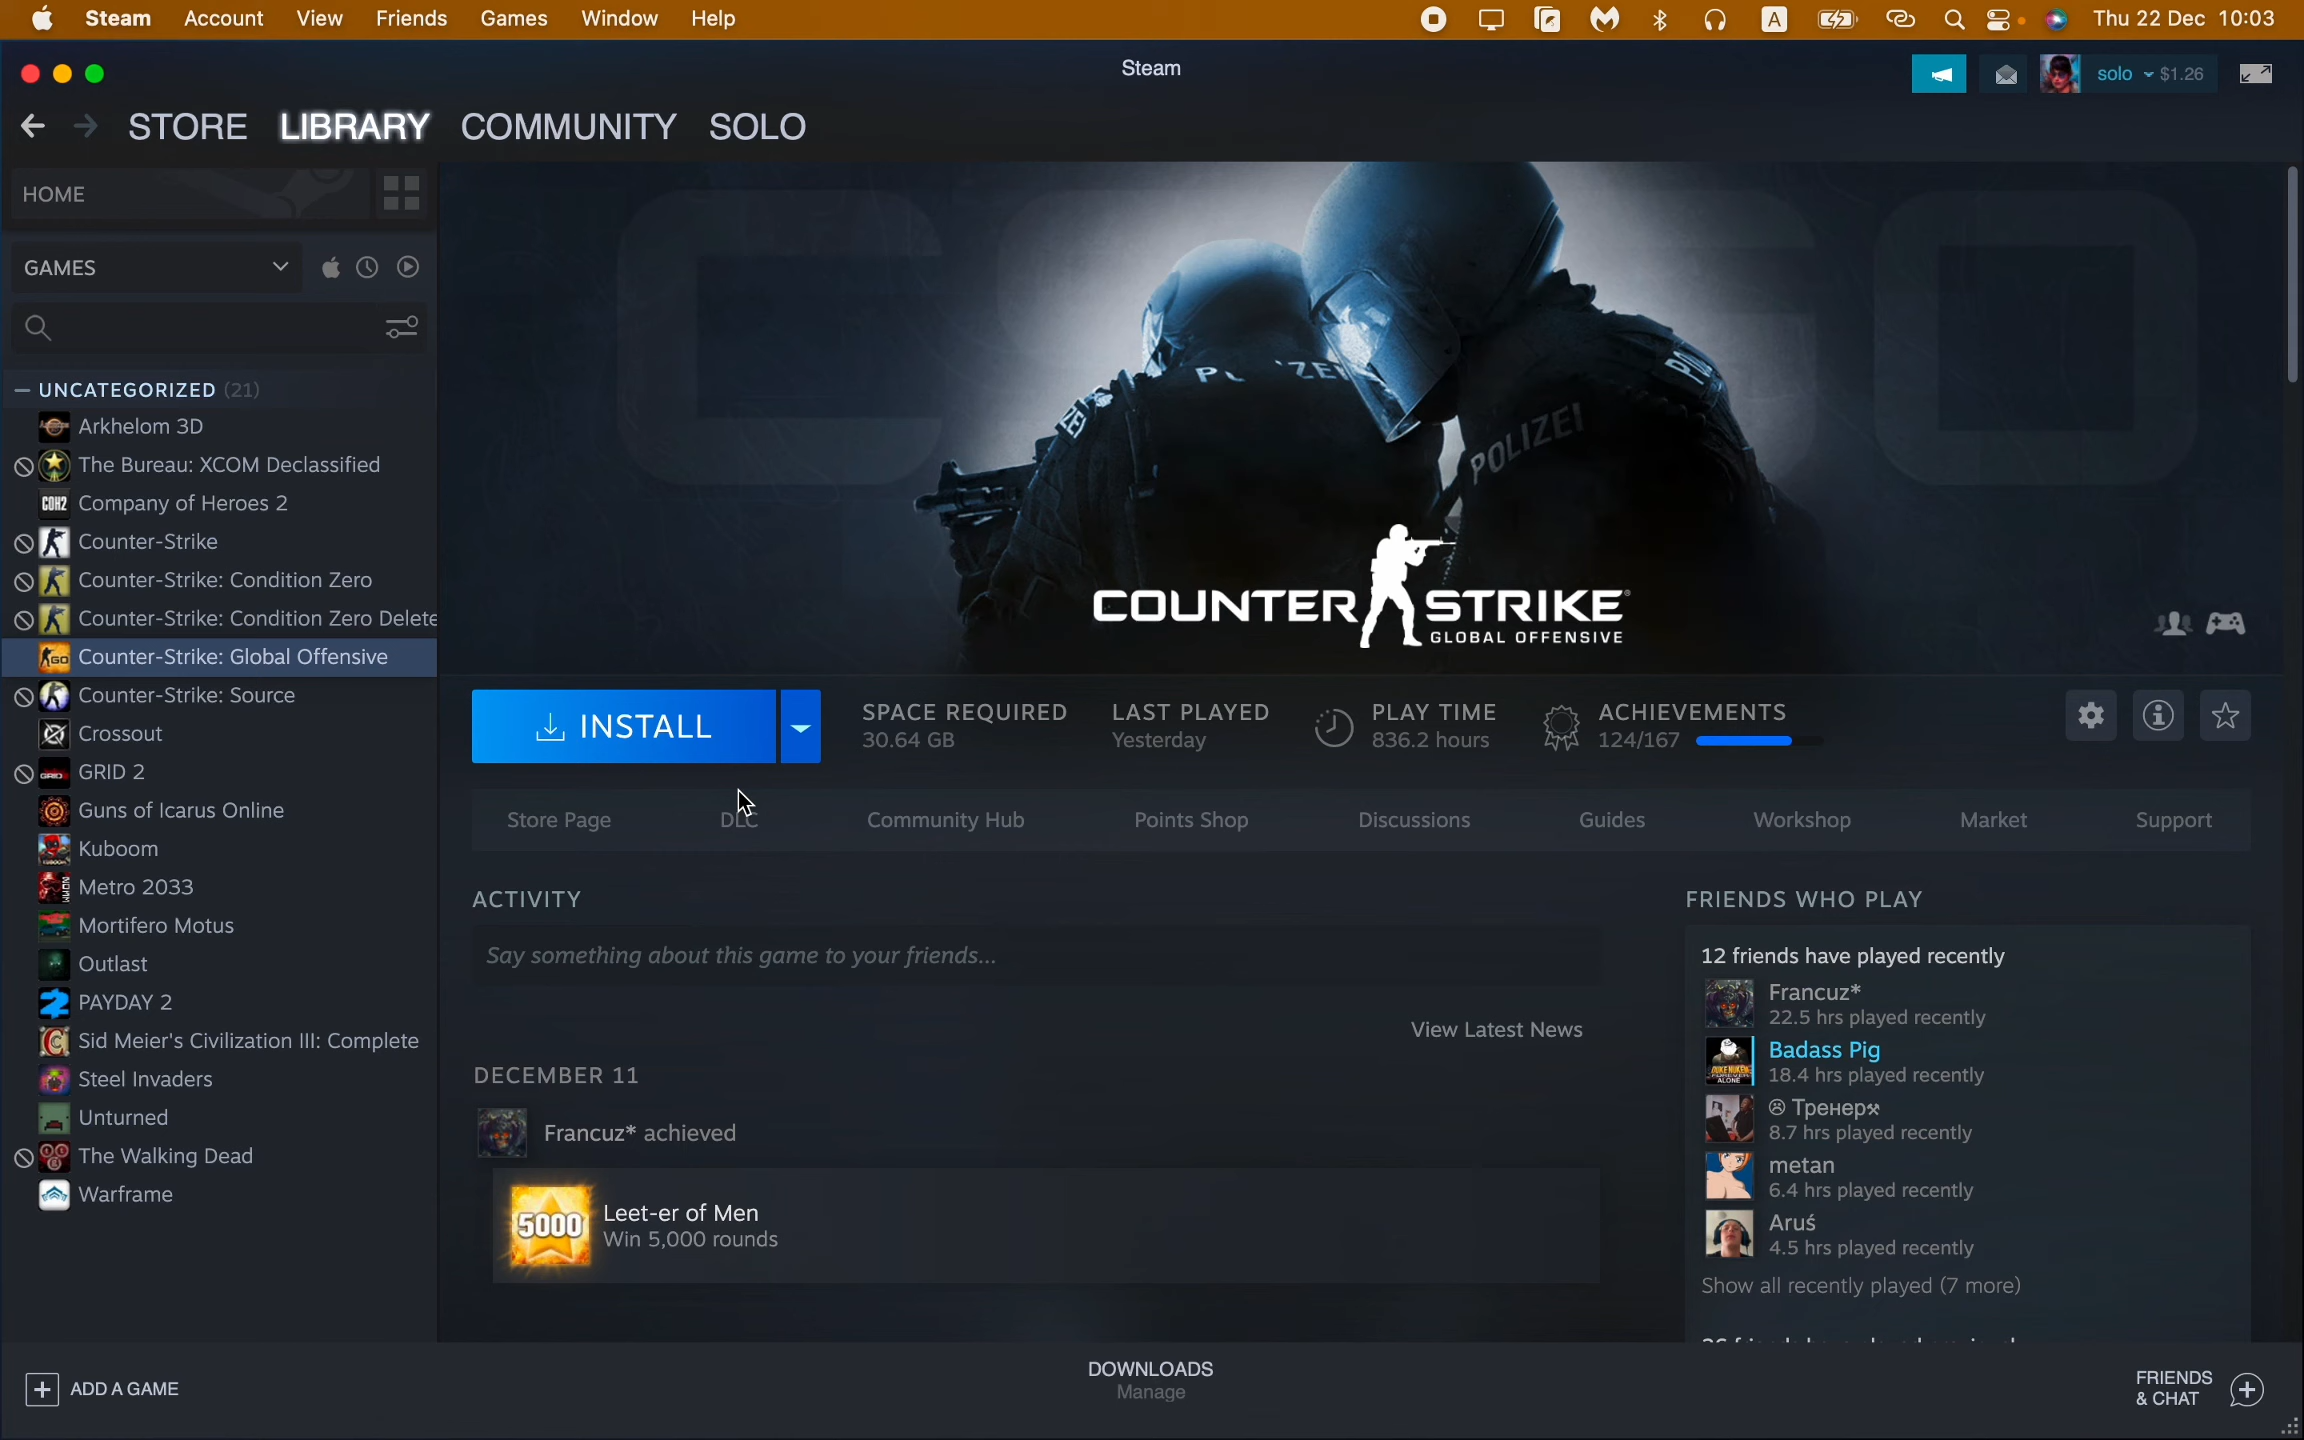 Steam Account View Friends Games Window Help A Thu 22 Dec 10:03
Steam
solo $1.26
STORE LIBRARY COMMUNITY SOLO
HOME
GAMES
UNCATEGORIZED (21)
Arkhelom 3D
The Bureau: XCOM Declassified
COH2 Company of Heroes 2
Counter-Strike
Counter-Strike: Condition Zero
Counter-Strike: Condition Zero Delete
GO Counter-Strike: Global Offensive
Counter-Strike: Source
Crossout
GRID 2
Guns of Icarus Online
Kuboom
Metro 2033
Mortifero Motus
Outlast
PAYDAY 2
Sid Meier's Civilization III: Complete
Steel Invaders
Unturned
The Walking Dead
Warframe
CSGO
POLIZEI
COUNTER STRIKE
GLOBAL OFFENSIVE
INSTALL
SPACE REQUIRED
30.64 GB
LAST PLAYED
Yesterday
PLAY TIME
836.2 hours
ACHIEVEMENTS
124/167
Store Page DLC Community Hub Points Shop Discussions Guides Workshop Market Support
ACTIVITY
Say something about this game to your friends...
View Latest News
DECEMBER 11
Francuz* achieved
5000
Leet-er of Men
Win 5,000 rounds
FRIENDS WHO PLAY
12 friends have played recently
Francuz*
22.5 hrs played recently
Badass Pig
18.4 hrs played recently
☹ Тренер⚒
8.7 hrs played recently
metan
6.4 hrs played recently
Aruś
4.5 hrs played recently
Show all recently played (7 more)
ADD A GAME
DOWNLOADS
Manage
FRIENDS
& CHAT